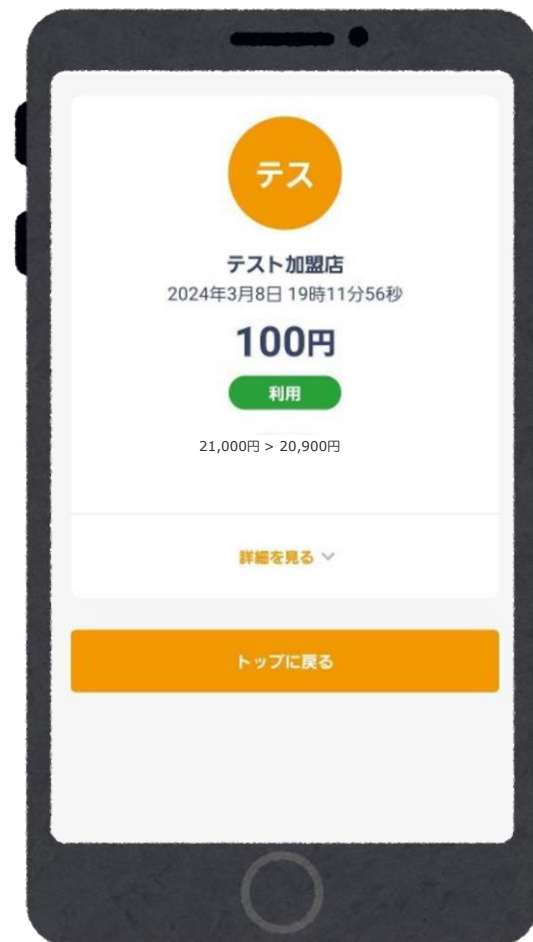 テス
テスト加盟店
2024年3月8日 19時11分56秒
100円
利用
21,000円 > 20,900円
詳細を見る
トップに戻る